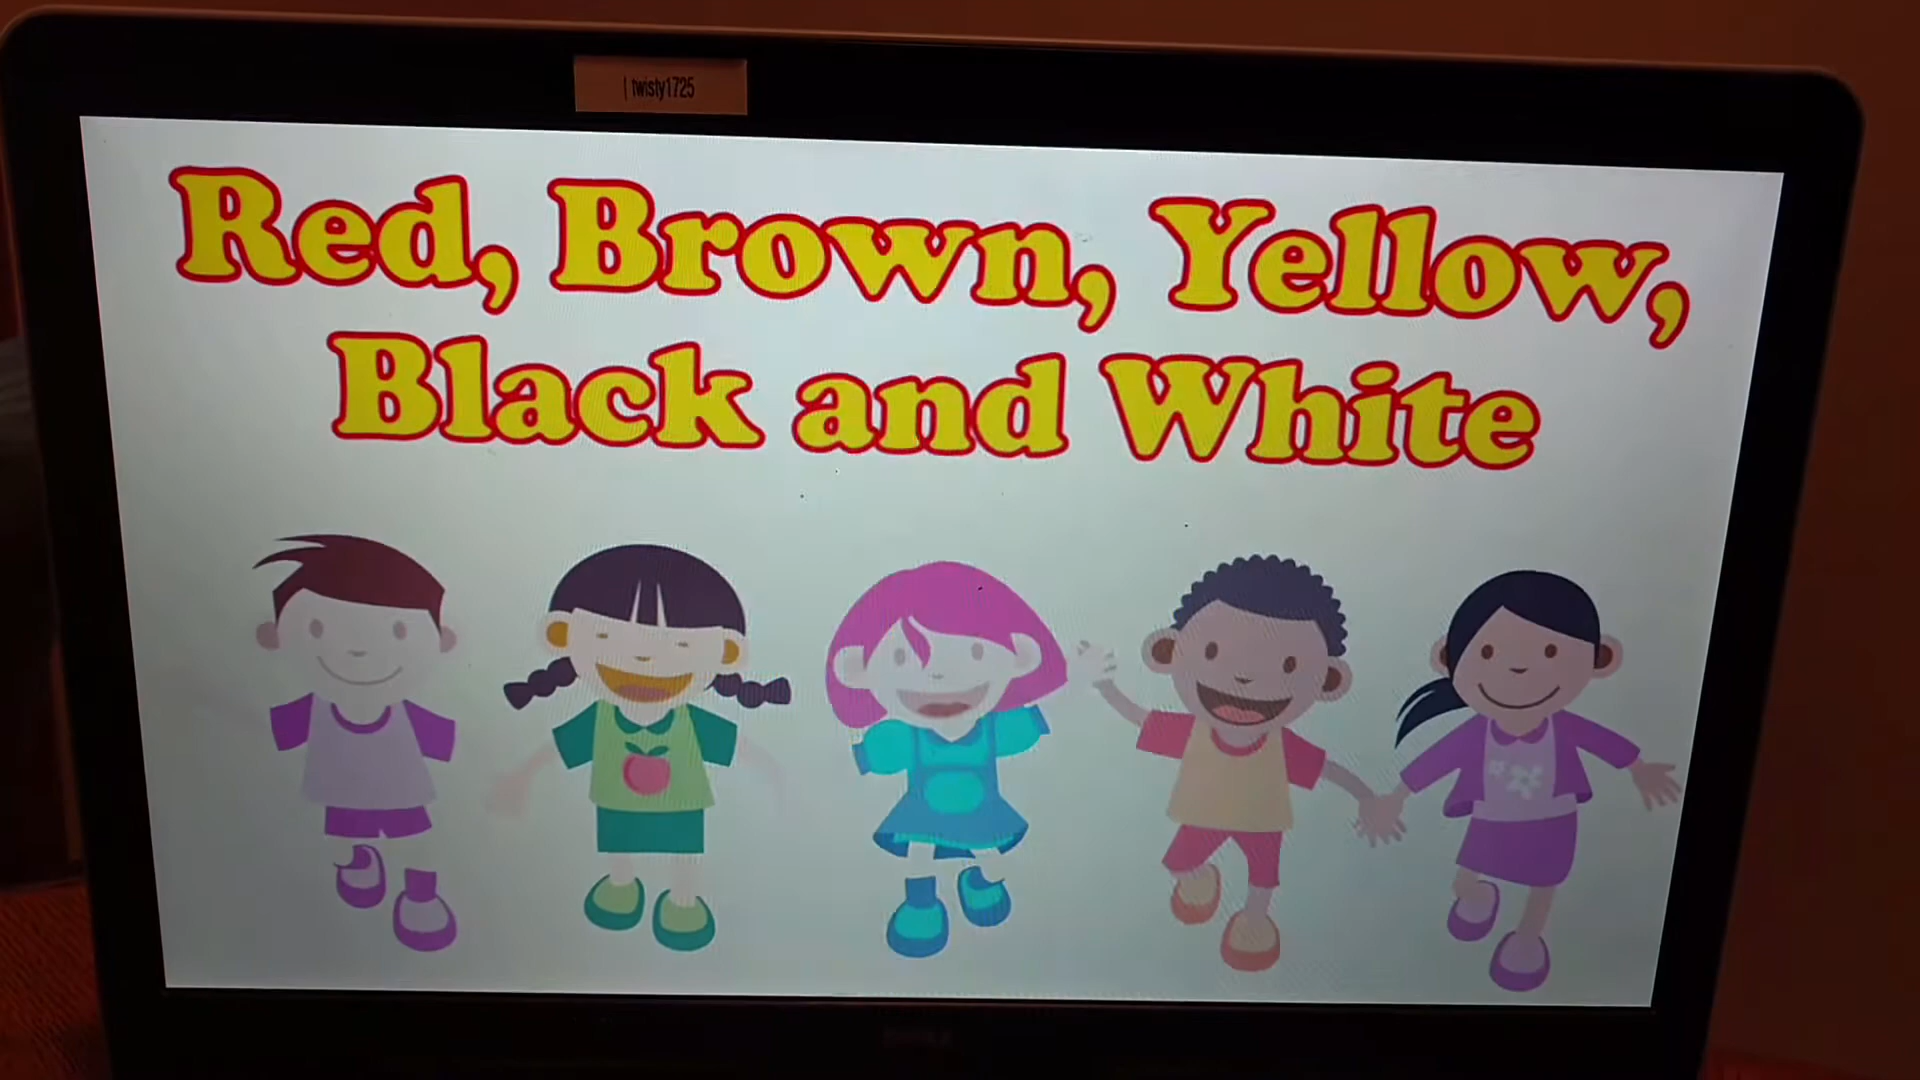 | twisty1725
Red, Brown, Yellow,
Black and White